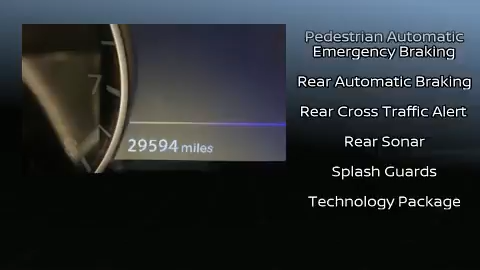 7
29594 miles
Pedestrian Automatic
Emergency Braking
Rear Automatic Braking
Rear Cross Traffic Alert
Rear Sonar
Splash Guards
Technology Package